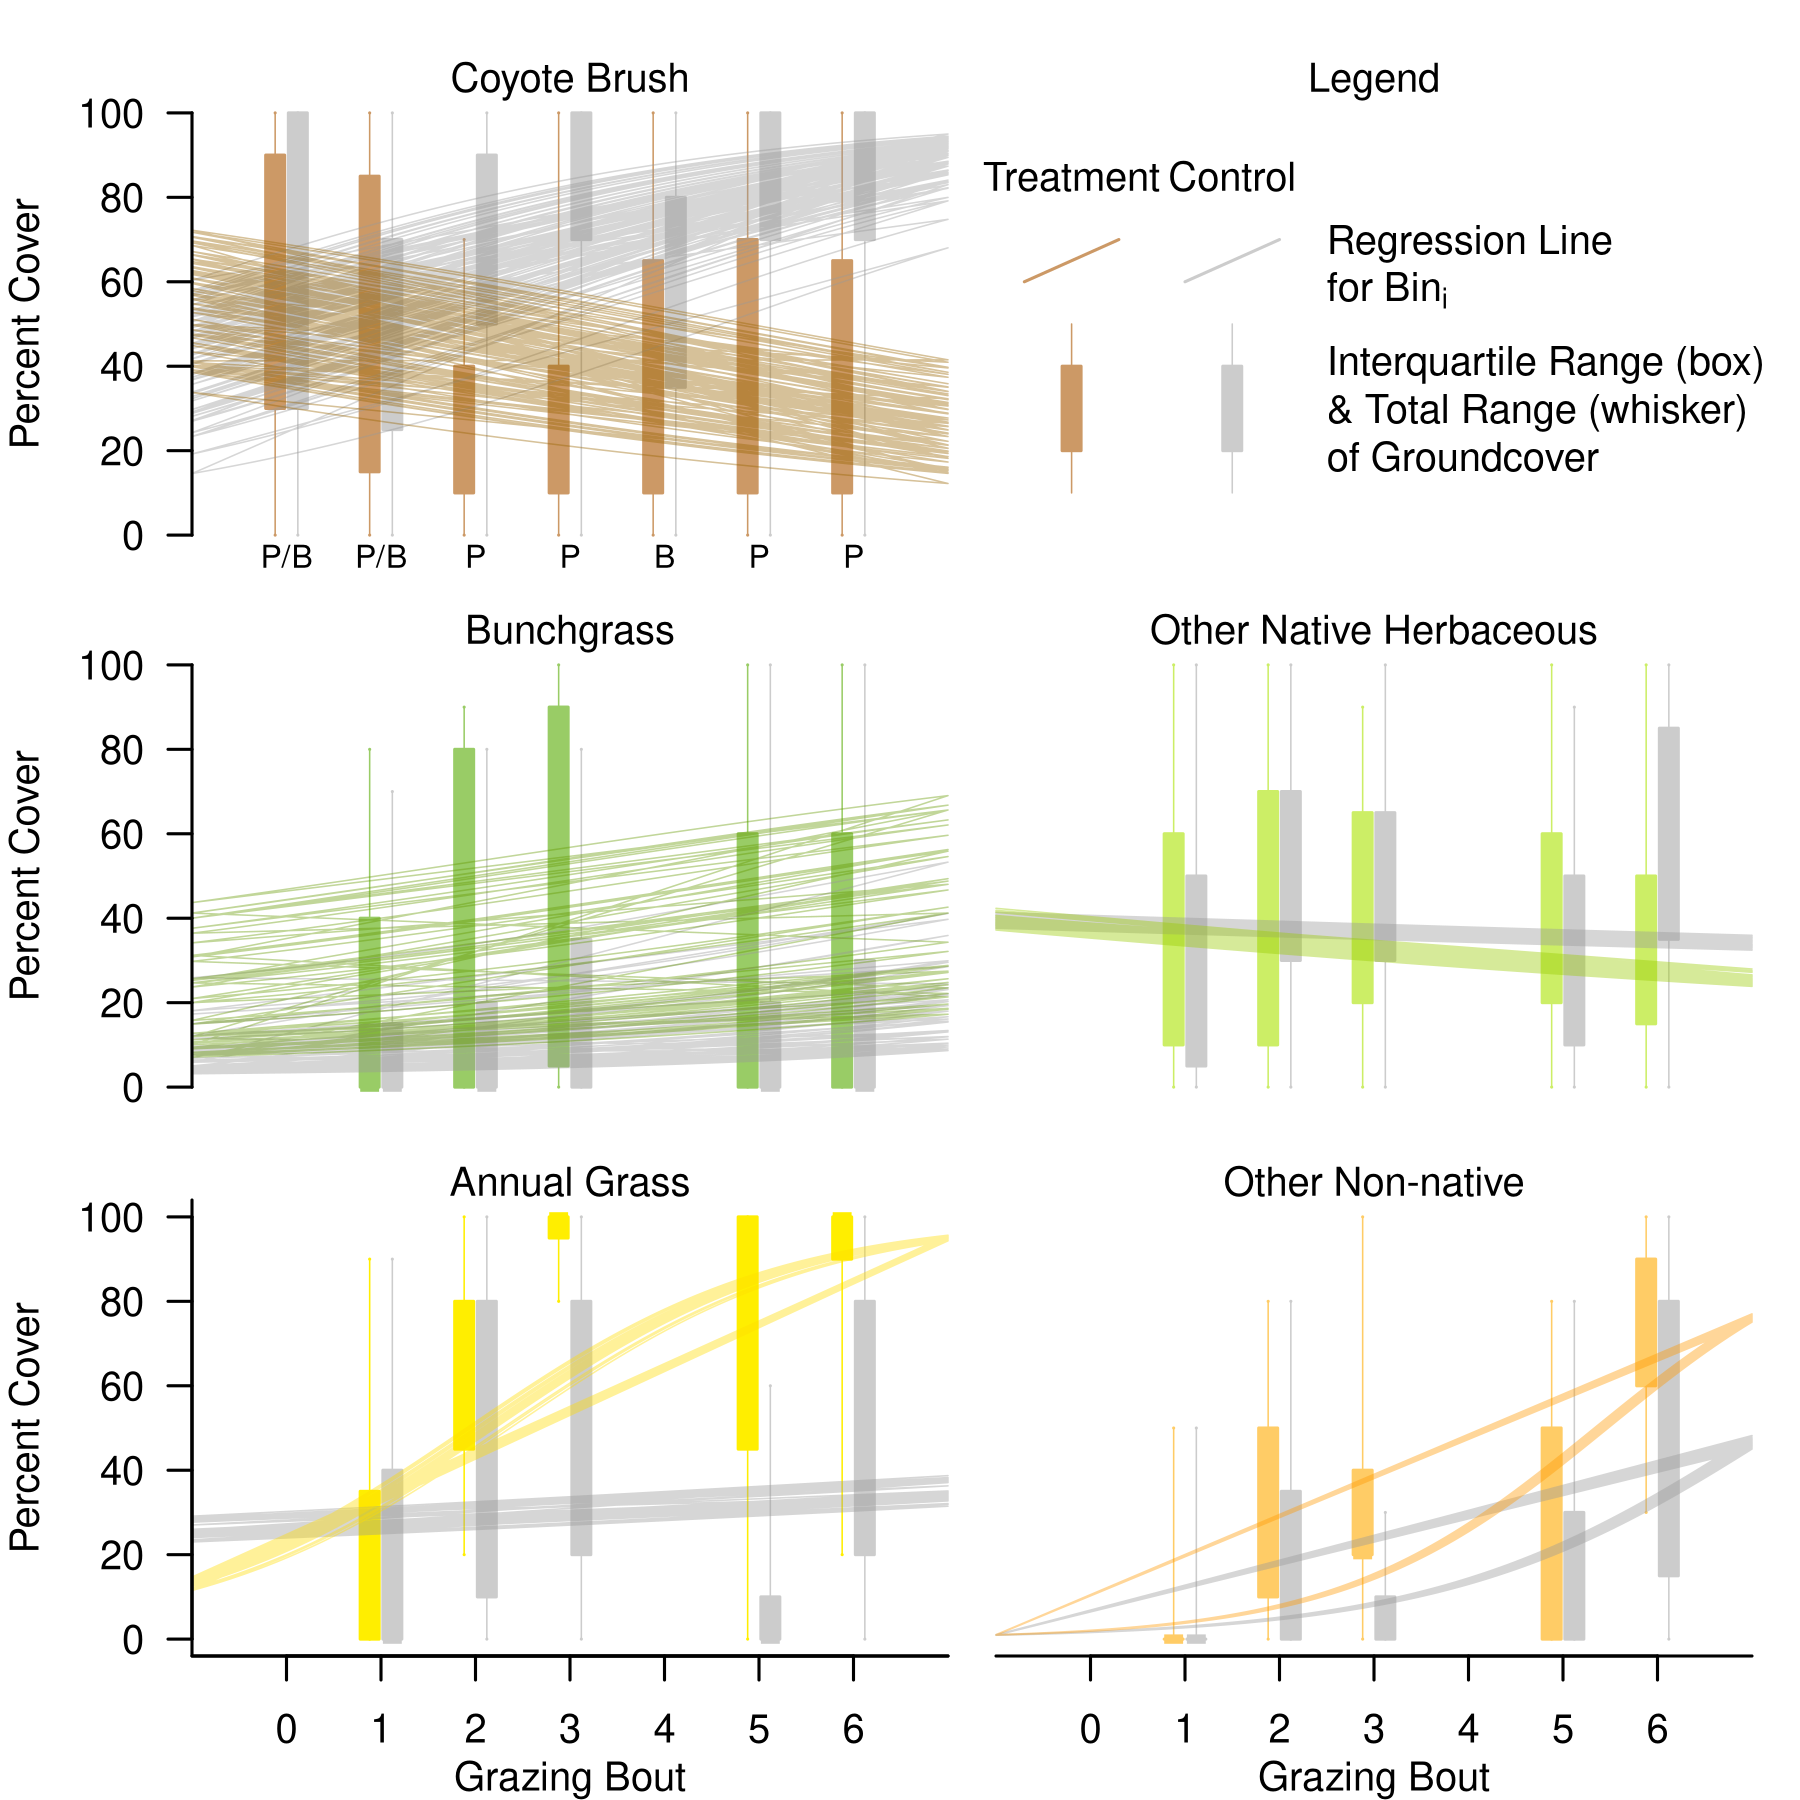 Coyote Brush
Legend
100
80
60
40
20
0
Percent Cover
P/B P/B P P B P P
Treatment Control
Regression Line
for Bini
Interquartile Range (box)
& Total Range (whisker)
of Groundcover
Bunchgrass
Other Native Herbaceous
100
80
60
40
20
0
Percent Cover
Annual Grass
Other Non-native
100
80
60
40
20
0
Percent Cover
0 1 2 3 4 5 6
Grazing Bout
0 1 2 3 4 5 6
Grazing Bout